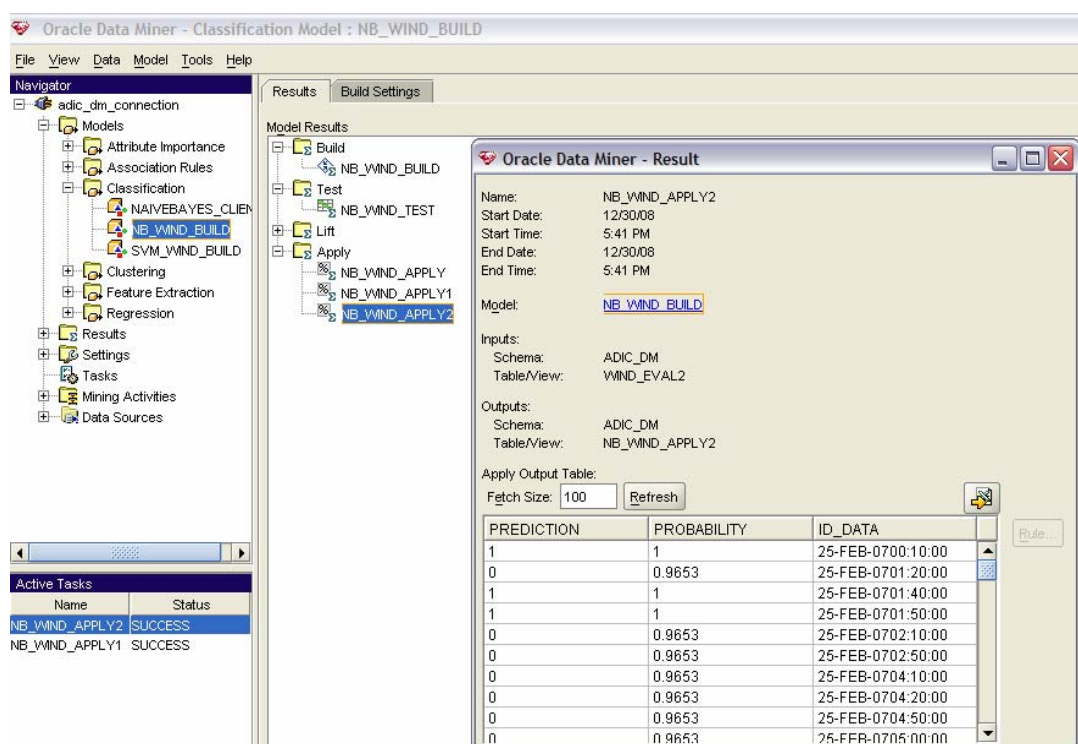 Oracle Data Miner - Classification Model : NB_WIND_BUILD
File View Data Model Tools Help
Navigator
adic_dm_connection
Models
Attribute Importance
Association Rules
Classification
NAIVEBAYES_CLIEN
NB_WIND_BUILD
SVM_WIND_BUILD
Clustering
Feature Extraction
Regression
Results
Settings
Tasks
Mining Activities
Data Sources
Active Tasks
Name Status
NB_WIND_APPLY2 SUCCESS
NB_WIND_APPLY1 SUCCESS
Results Build Settings
Model Results
Build
NB_WIND_BUILD
Test
NB_WIND_TEST
Lift
Apply
NB_WIND_APPLY
NB_WIND_APPLY1
NB_WIND_APPLY2
Oracle Data Miner - Result
Name: NB_WIND_APPLY2
Start Date: 12/30/08
Start Time: 5:41 PM
End Date: 12/30/08
End Time: 5:41 PM
Model: NB_WIND_BUILD
Inputs:
Schema: ADIC_DM
Table/View: WIND_EVAL2
Outputs:
Schema: ADIC_DM
Table/View: NB_WIND_APPLY2
Apply Output Table:
Fetch Size: 100 Refresh
Rule...
PREDICTION PROBABILITY ID_DATA
1 1 25-FEB-0700:10:00
0 0.9653 25-FEB-0701:20:00
1 1 25-FEB-0701:40:00
1 1 25-FEB-0701:50:00
0 0.9653 25-FEB-0702:10:00
0 0.9653 25-FEB-0702:50:00
0 0.9653 25-FEB-0704:10:00
0 0.9653 25-FEB-0704:20:00
0 0.9653 25-FEB-0704:50:00
0 0.9653 25-FEB-0705:00:00